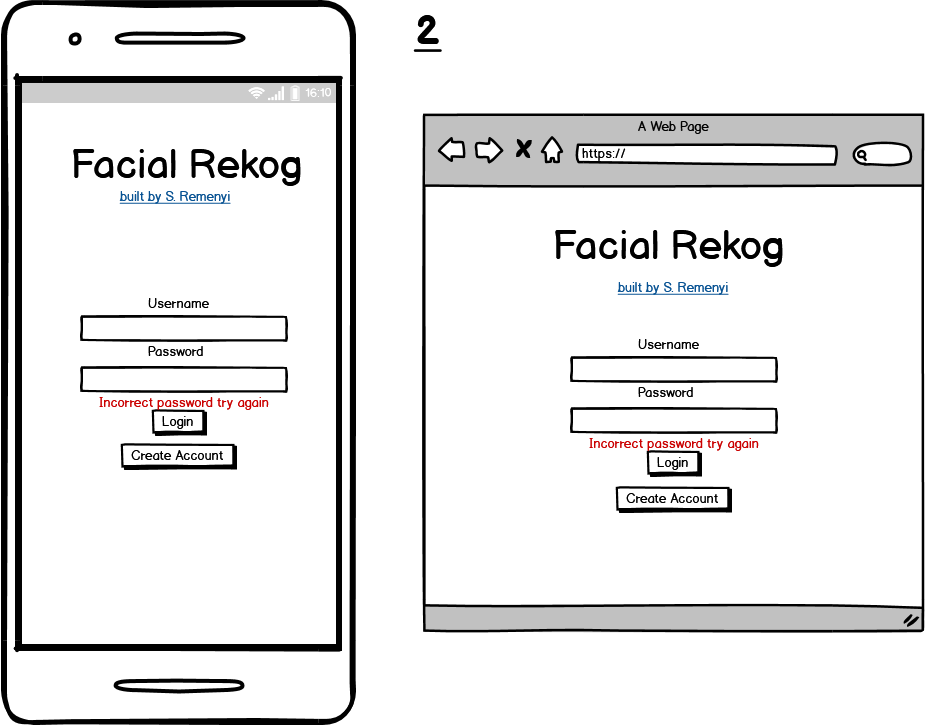 16:10
Facial Rekog
built by S. Remenyi
Username
Password
Incorrect password try again
Login
Create Account
2
A Web Page
https://
Facial Rekog
built by S. Remenyi
Username
Password
Incorrect password try again
Login
Create Account